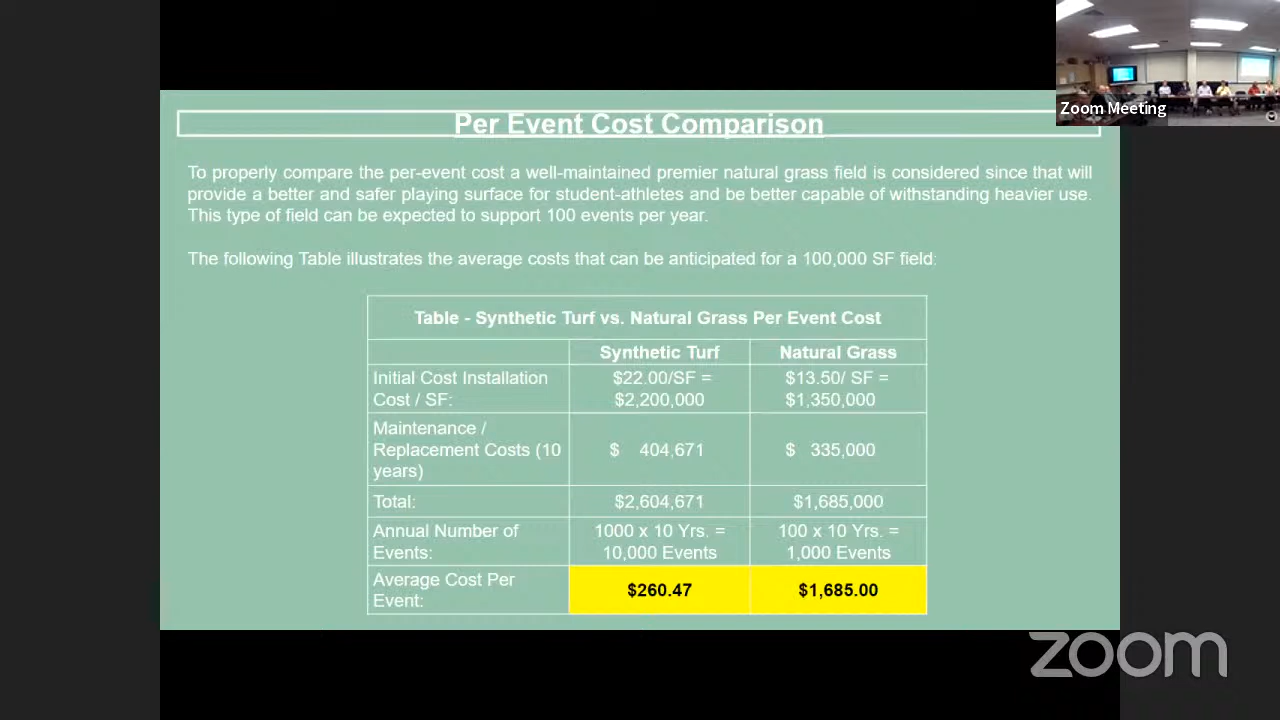 Zoom Meeting
Per Event Cost Comparison
To properly compare the per-event cost a well-maintained premier natural grass field is considered since that will
provide a better and safer playing surface for student-athletes and be better capable of withstanding heavier use.
This type of field can be expected to support 100 events per year.
The following Table illustrates the average costs that can be anticipated for a 100,000 SF field:
Table - Synthetic Turf vs. Natural Grass Per Event Cost
Synthetic Turf Natural Grass
Initial Cost Installation $22.00/SF = $13.50/ SF =
Cost / SF: $2,200,000 $1,350,000
Maintenance /
Replacement Costs (10 $ 404,671 $ 335,000
years)
Total: $2,604,671 $1,685,000
Annual Number of 1000 x 10 Yrs. = 100 x 10 Yrs. =
Events: 10,000 Events 1,000 Events
Average Cost Per
Event: $260.47 $1,685.00
zoom